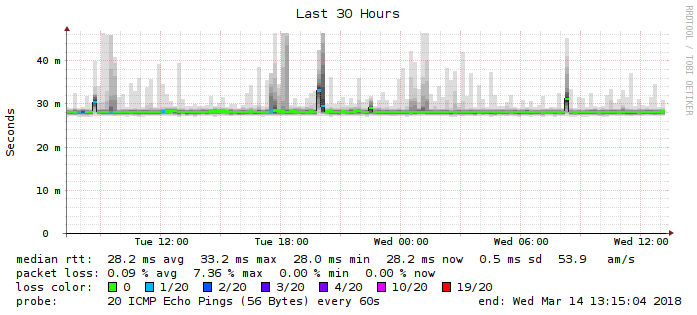 Last 30 Hours
RRDTOOL / TOBI OETIKER
Seconds
40 m
30 m
20 m
10 m
0
Tue 12:00 Tue 18:00 Wed 00:00 Wed 06:00 Wed 12:00
median rtt: 28.2 ms avg 33.2 ms max 28.0 ms min 28.2 ms now 0.5 ms sd 53.9 am/s
packet loss: 0.09 % avg 7.36 % max 0.00 % min 0.00 % now
loss color: 0 1/20 2/20 3/20 4/20 10/20 19/20
probe: 20 ICMP Echo Pings (56 Bytes) every 60s end: Wed Mar 14 13:15:04 2018